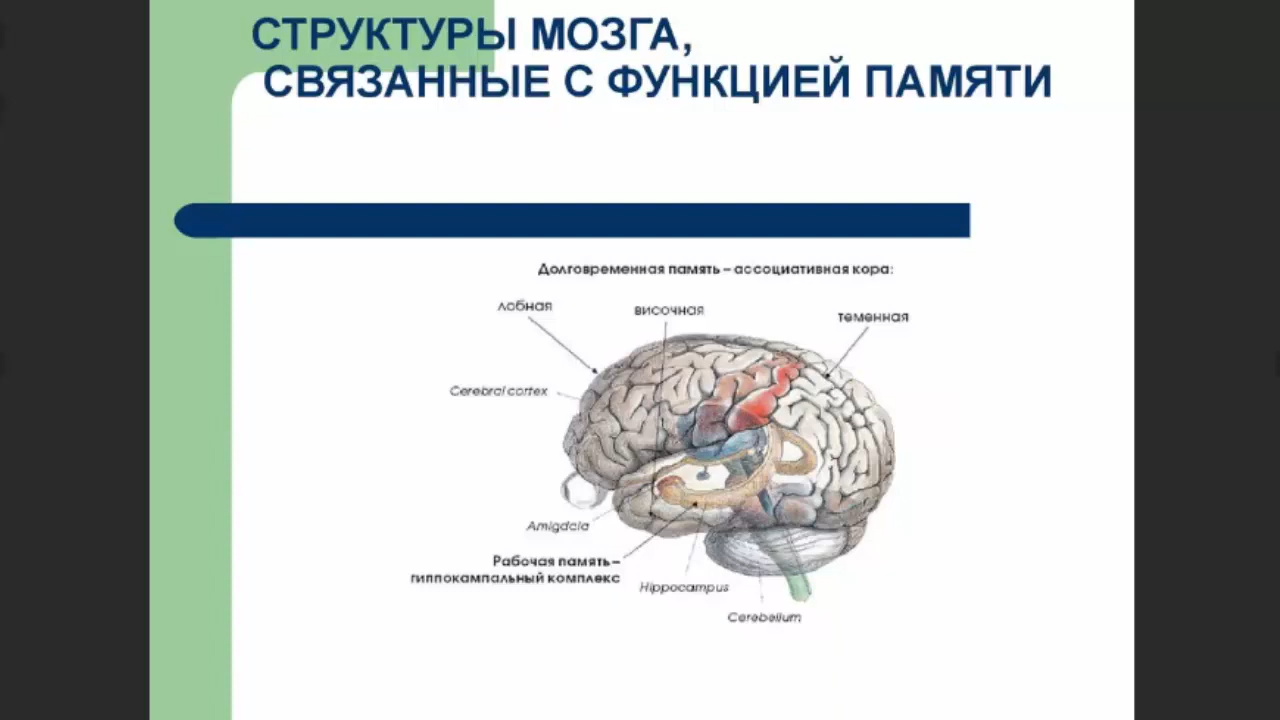 СТРУКТУРЫ МОЗГА,
СВЯЗАННЫЕ С ФУНКЦИЕЙ ПАМЯТИ
Долговременная память – ассоциативная кора:
лобная
височная
теменная
Cerebral cortex
Amigdala
Рабочая память–
гиппокампальный комплекс
Hippocampus
Cerebellum